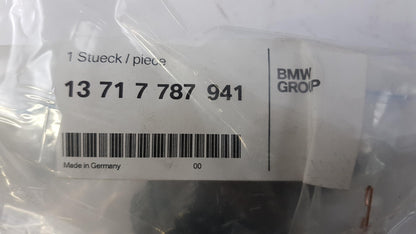 1 Stueck / piece
13 71 7 787 941
BMW
GROUP
Made in Germany 00